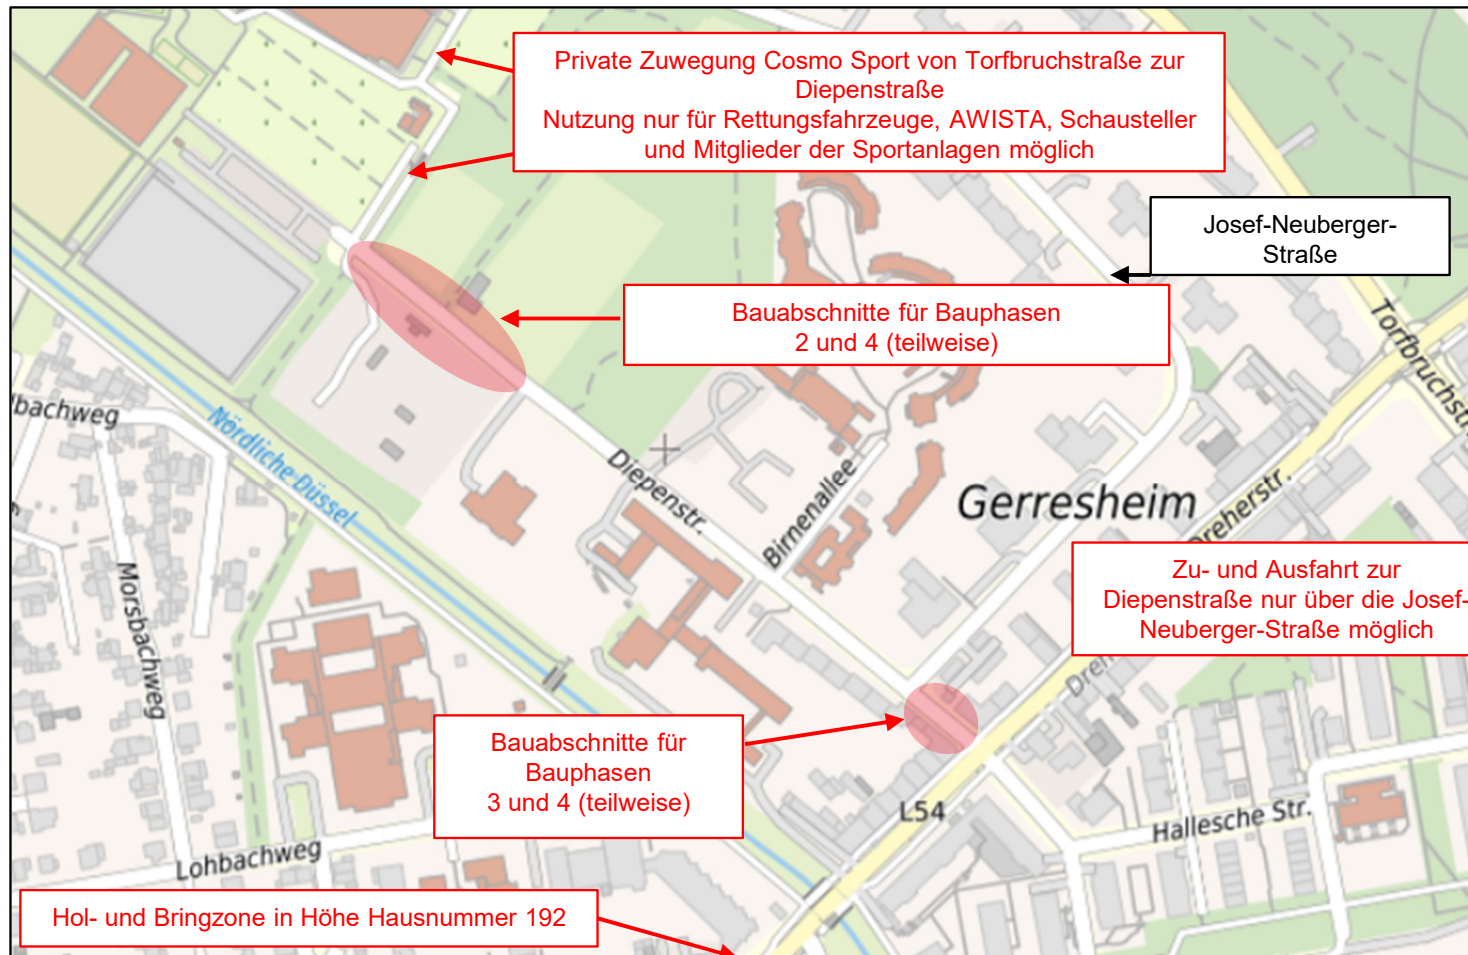 Private Zuwegung Cosmo Sport von Torfbruchstraße zur
Diepenstraße
Nutzung nur für Rettungsfahrzeuge, AWISTA, Schausteller
und Mitglieder der Sportanlagen möglich
Josef-Neuberger-
Straße
Bauabschnitte für Bauphasen
2 und 4 (teilweise)
Torfbruchstr.
lbachweg
Nördliche Düssel
Diepenstr.
Birnenallee
Gerresheim
Dreherstr.
Zu- und Ausfahrt zur
Diepenstraße nur über die Josef-
Neuberger-Straße möglich
Morsbachweg
Dreh
Bauabschnitte für
Bauphasen
3 und 4 (teilweise)
L54
Hallesche Str.
Lohbachweg
Hol- und Bringzone in Höhe Hausnummer 192